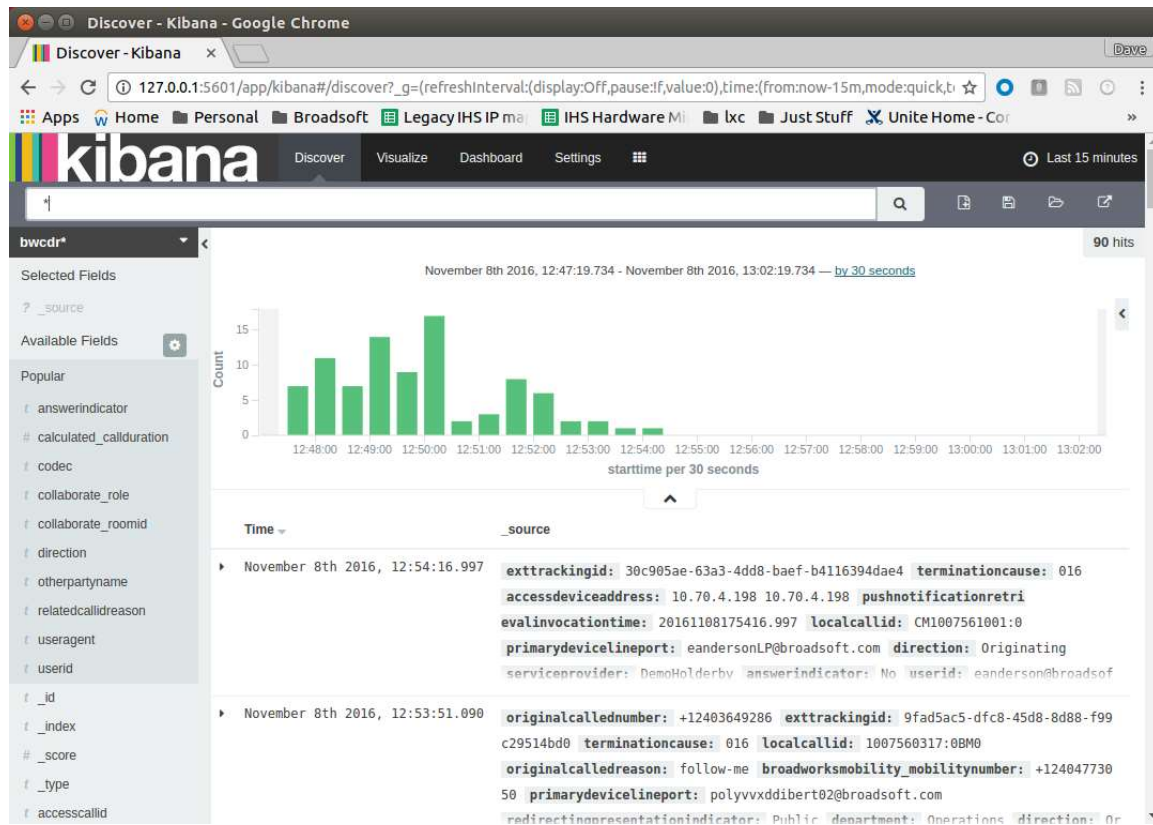 Discover - Kibana - Google Chrome
Discover - Kibana ×
Dave
127.0.0.1:5601/app/kibana#/discover?_g=(refreshInterval:(display:Off,pause:!f,value:0),time:(from:now-15m,mode:quick,t
Apps Home Personal Broadsoft Legacy IHS IP ma IHS Hardware Mi lxc Just Stuff Unite Home - Cor »
kibana Discover Visualize Dashboard Settings Last 15 minutes
*
bwcdr* 90 hits
Selected Fields
? _source
Available Fields
Popular
t answerindicator
# calculated_callduration
t codec
t collaborate_role
t collaborate_roomid
t direction
t otherpartyname
t relatedcallidreason
t useragent
t userid
t _id
t _index
# _score
t _type
t accesscallid
November 8th 2016, 12:47:19.734 - November 8th 2016, 13:02:19.734 — by 30 seconds
Count
15
10
5
0
12:48:00 12:49:00 12:50:00 12:51:00 12:52:00 12:53:00 12:54:00 12:55:00 12:56:00 12:57:00 12:58:00 12:59:00 13:00:00 13:01:00 13:02:00
starttime per 30 seconds
Time _source
November 8th 2016, 12:54:16.997 exttrackingid: 30c905ae-63a3-4dd8-baef-b4116394dae4 terminationcause: 016
accessdeviceaddress: 10.70.4.198 10.70.4.198 pushnotificationretri
evalinvocationtime: 20161108175416.997 localcallid: CM1007561001:0
primarydevicelineport: eandersonLP@broadsoft.com direction: Originating
serviceprovider: DemoHolderby answerindicator: No userid: eanderson@broadsof
November 8th 2016, 12:53:51.090 originalcallednumber: +12403649286 exttrackingid: 9fad5ac5-dfc8-45d8-8d88-f99
c29514bd0 terminationcause: 016 localcallid: 1007560317:0BM0
originalcalledreason: follow-me broadworksmobility_mobilitynumber: +124047730
50 primarydevicelineport: polyvvxddibert02@broadsoft.com
redirectingpresentationindicator: Public department: Operations direction: Or